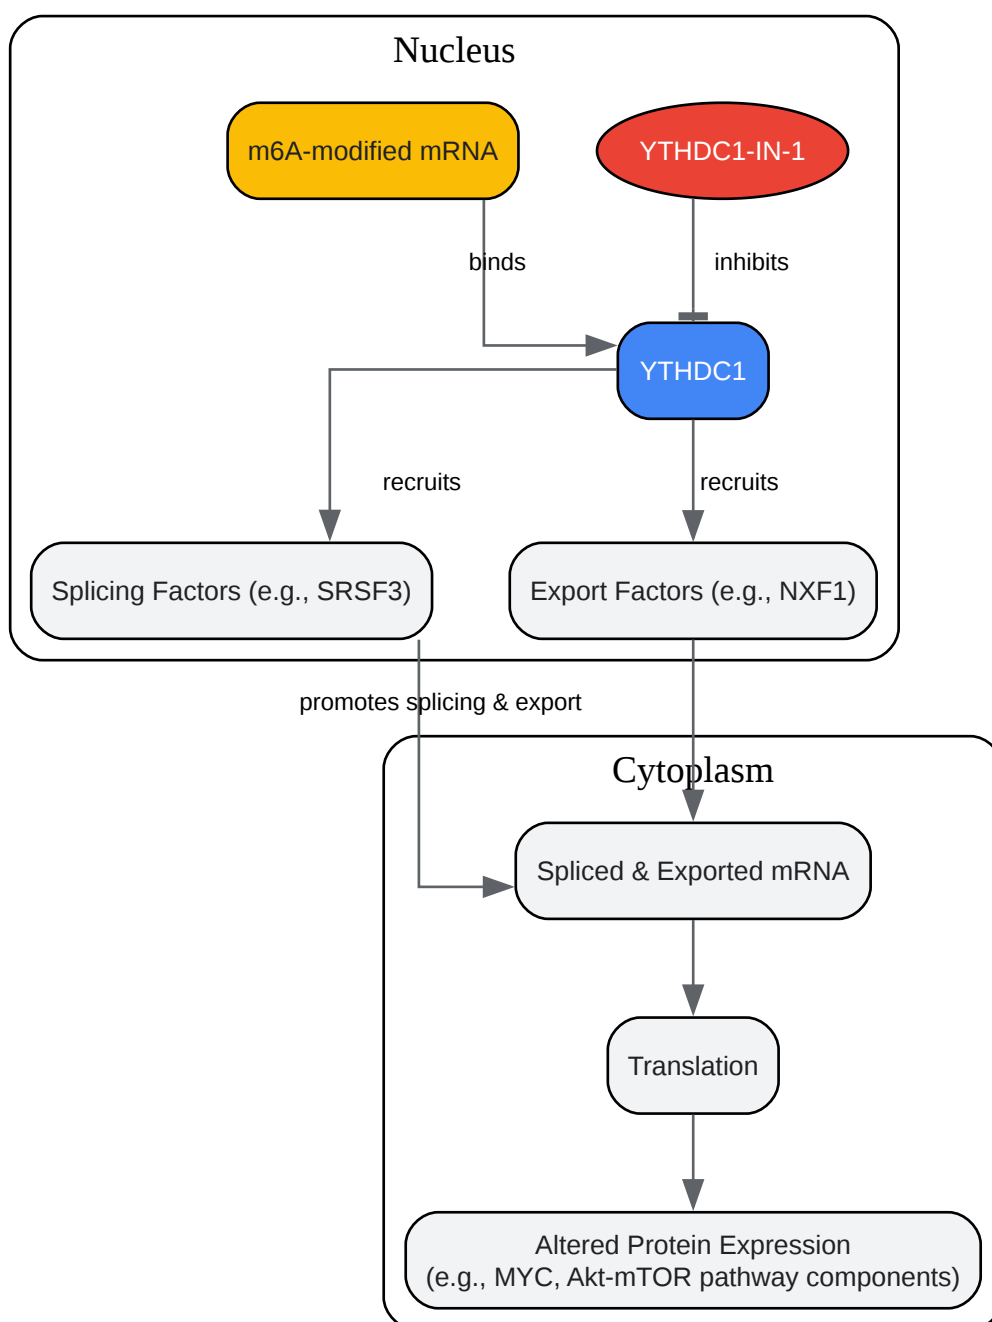 Nucleus
m6A-modified mRNA
YTHDC1-IN-1
binds
inhibits
YTHDC1
recruits
recruits
Splicing Factors (e.g., SRSF3)
Export Factors (e.g., NXF1)
promotes splicing & export
Cytoplasm
Spliced & Exported mRNA
Translation
Altered Protein Expression
(e.g., MYC, Akt-mTOR pathway components)